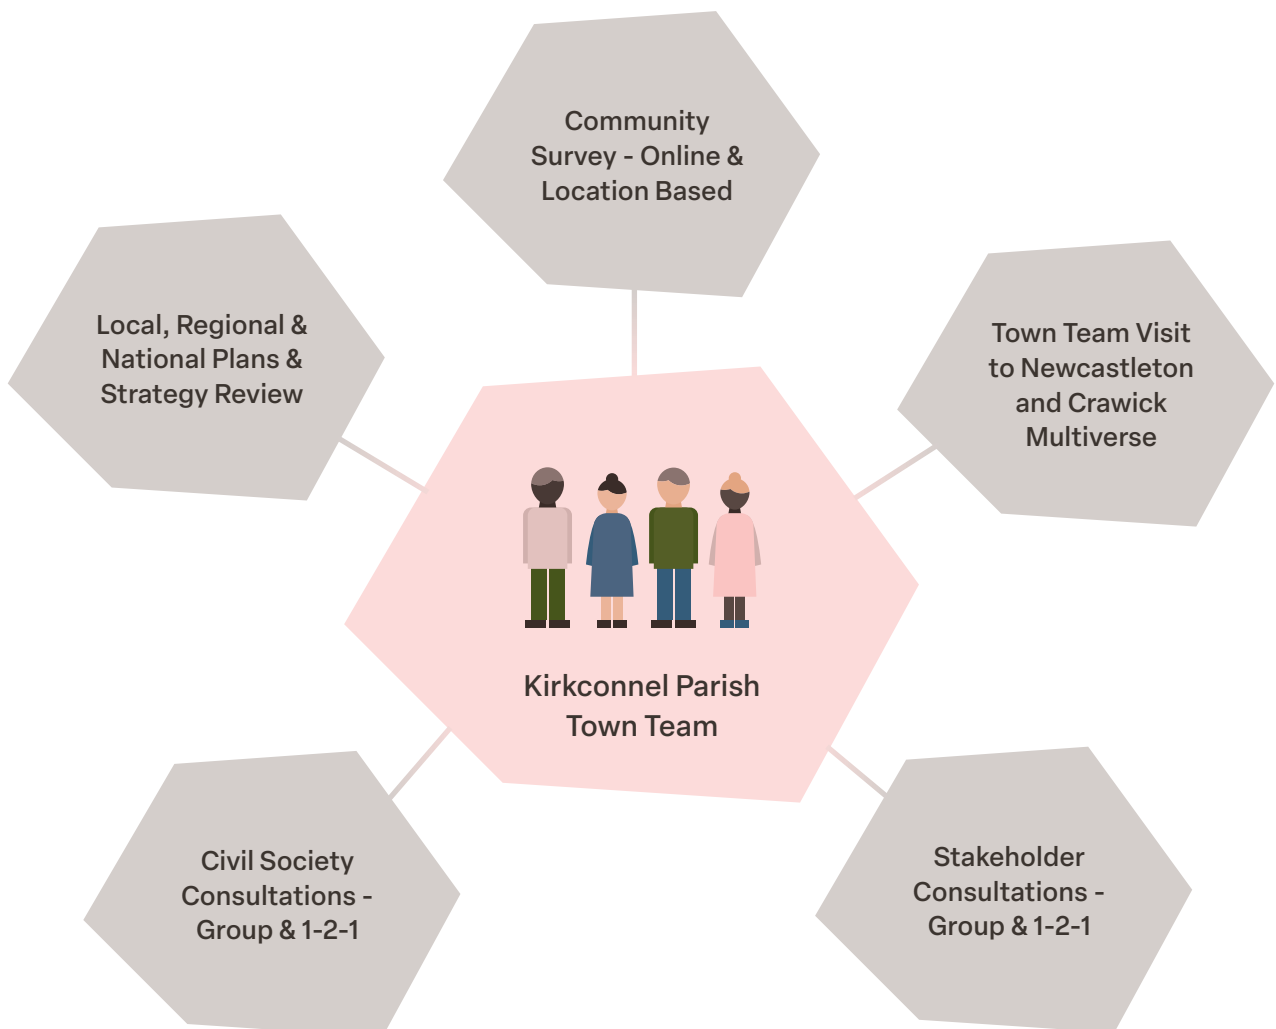 Community
Survey - Online &
Location Based
Local, Regional &
National Plans &
Strategy Review
Town Team Visit
to Newcastleton
and Crawick
Multiverse
Kirkconnel Parish
Town Team
Civil Society
Consultations -
Group & 1-2-1
Stakeholder
Consultations -
Group & 1-2-1